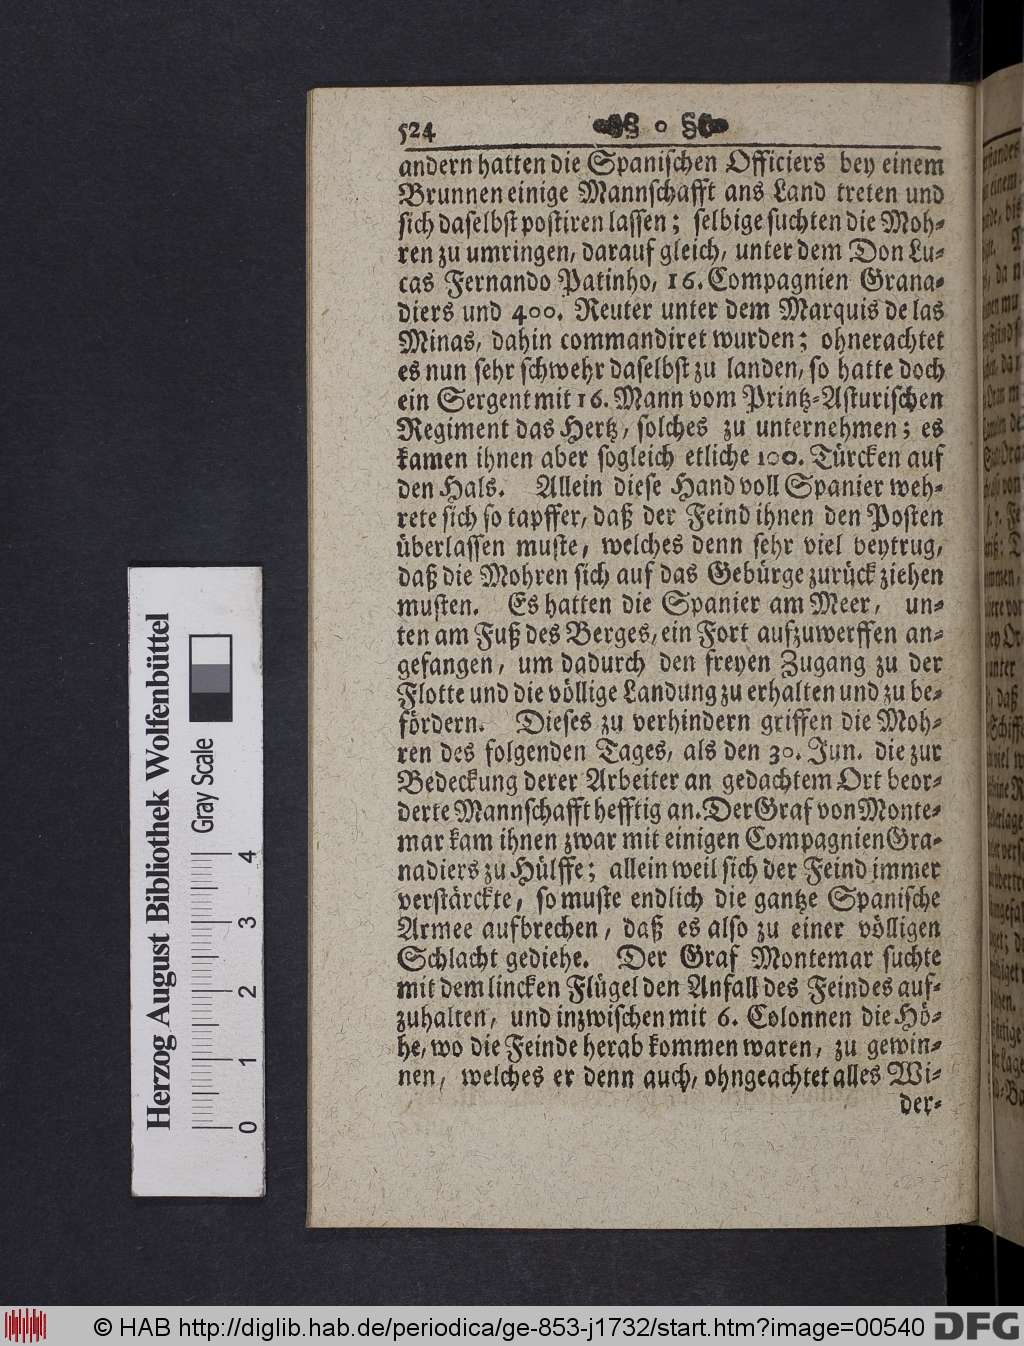 524
andern hatten die Spanischen Officiers bey einem
Brunnen einige Mannschafft ans Land treten und
sich daselbst postiren lassen; selbige suchten die Moh-
ren zu umringen, darauf gleich, unter dem Don Lu-
cas Fernando Patinho, 16. Compagnien Grana-
diers und 400. Reuter unter dem Marquis de las
Minas, dahin commandiret wurden; ohnerachtet
es nun sehr schwehr daselbst zu landen, so hatte doch
ein Sergent mit 16. Mann vom Printz-Asturischen
Regiment das Hertz, solches zu unternehmen; es
kamen ihnen aber sogleich etliche 100. Türcken auf
den Hals. Allein diese Hand voll Spanier weh-
rete sich so tapffer, daß der Feind ihnen den Posten
überlassen muste, welches denn sehr viel beytrug,
daß die Mohren sich auf das Gebürge zurück ziehen
musten. Es hatten die Spanier am Meer, un-
ten am Fuß des Berges, ein Fort aufzuwerffen an-
gefangen, um dadurch den freyen Zugang zu der
Flotte und die völlige Landung zu erhalten und zu be-
fördern. Dieses zu verhindern griffen die Moh-
ren des folgenden Tages, als den 30. Jun. die zur
Bedeckung derer Arbeiter an gedachtem Ort beor-
derte Mannschafft hefftig an. Der Graf von Monte-
mar kam ihnen zwar mit einigen Compagnien Gra-
nadiers zu Hülffe; allein weil sich der Feind immer
verstärckte, so muste endlich die gantze Spanische
Armee aufbrechen, daß es also zu einer völligen
Schlacht gediehe. Der Graf Montemar suchte
mit dem lincken Flügel den Anfall des Feindes auf-
zuhalten, und inzwischen mit 6. Colonnen die Hö-
he, wo die Feinde herab kommen waren, zu gewin-
nen, welches er denn auch, ohngeachtet alles Wi-
der-
Herzog August Bibliothek Wolfenbüttel
Gray Scale
0 1 2 3 4
© HAB http://diglib.hab.de/periodica/ge-853-j1732/start.htm?image=00540
DFG